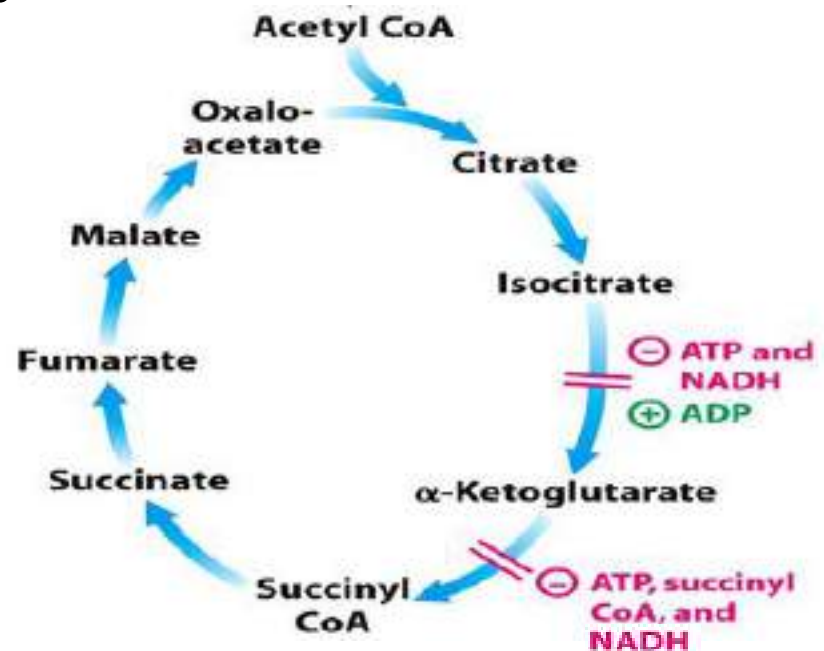 Acetyl CoA
Oxalo-
acetate
Citrate
Malate
Isocitrate
⊖ ATP and
NADH
⊕ ADP
Fumarate
Succinate
α-Ketoglutarate
Succinyl
CoA
⊖ ATP, succinyl
CoA, and
NADH